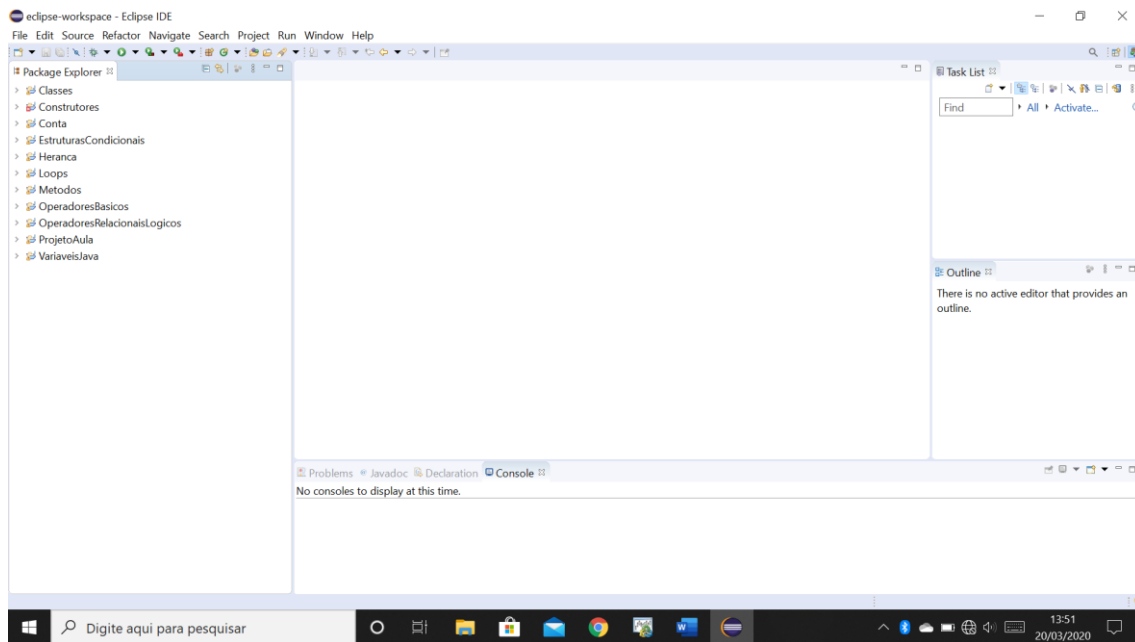 eclipse-workspace - Eclipse IDE
File Edit Source Refactor Navigate Search Project Run Window Help
Package Explorer
Classes
Construtores
Conta
EstruturasCondicionais
Heranca
Loops
Metodos
OperadoresBasicos
OperadoresRelacionaisLogicos
ProjetoAula
VariaveisJava
Task List
Find All Activate...
Outline
There is no active editor that provides an
outline.
Problems Javadoc Declaration Console
No consoles to display at this time.
Digite aqui para pesquisar
13:51
20/03/2020